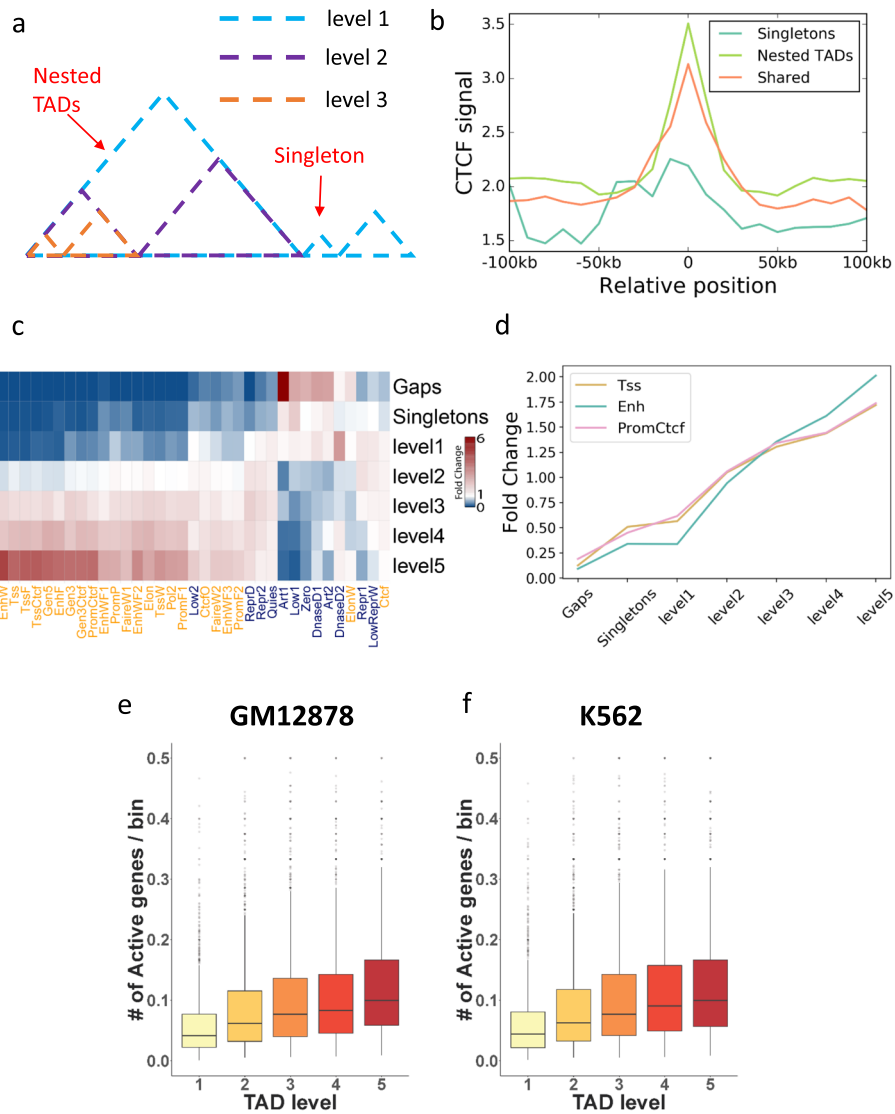 a
level 1
level 2
level 3
Nested
TADs
Singleton
b
Singletons
Nested TADs
Shared
CTCF signal
3.5
3.0
2.5
2.0
1.5
-100kb
-50kb
0
50kb
100kb
Relative position
c
Gaps
Singletons
level1
level2
level3
level4
level5
6
1
0
Fold Change
EnhW
Tss
TssF
TssCtcf
Gen5
EnhF
Gen3
Gen3Ctcf
PromCtcf
EnhWF1
PromP
FaireW1
EnhWF2
Elon
TssW
Pol2
PromF1
Low2
CtcfO
FaireW2
EnhWF3
PromF2
ReprD
Repr2
Quies
Art1
Low1
Zero
DnaseD1
Art2
DnaseD2
ElonW
Repr1
LowReprW
Ctcf
d
Tss
Enh
PromCtcf
Fold Change
2.00
1.75
1.50
1.25
1.00
0.75
0.50
0.25
0.00
Gaps
Singletons
level1
level2
level3
level4
level5
e
GM12878
# of Active genes / bin
0.5
0.4
0.3
0.2
0.1
0.0
1
2
3
4
5
TAD level
f
K562
# of Active genes / bin
0.5
0.4
0.3
0.2
0.1
0.0
1
2
3
4
5
TAD level